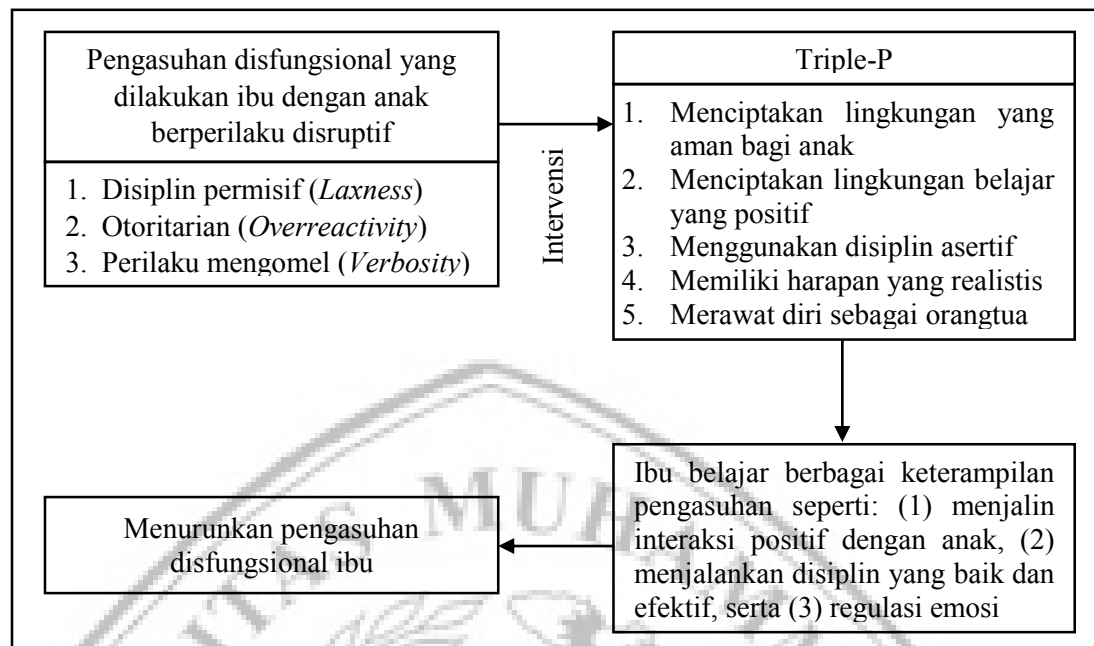 Pengasuhan disfungsional yang
dilakukan ibu dengan anak
berperilaku disruptif
1. Disiplin permisif (Laxness)
2. Otoritarian (Overreactivity)
3. Perilaku mengomel (Verbosity)
Intervensi
Triple-P
1. Menciptakan lingkungan yang
aman bagi anak
2. Menciptakan lingkungan belajar
yang positif
3. Menggunakan disiplin asertif
4. Memiliki harapan yang realistis
5. Merawat diri sebagai orangtua
Ibu belajar berbagai keterampilan
pengasuhan seperti: (1) menjalin
interaksi positif dengan anak, (2)
menjalankan disiplin yang baik dan
efektif, serta (3) regulasi emosi
Menurunkan pengasuhan
disfungsional ibu